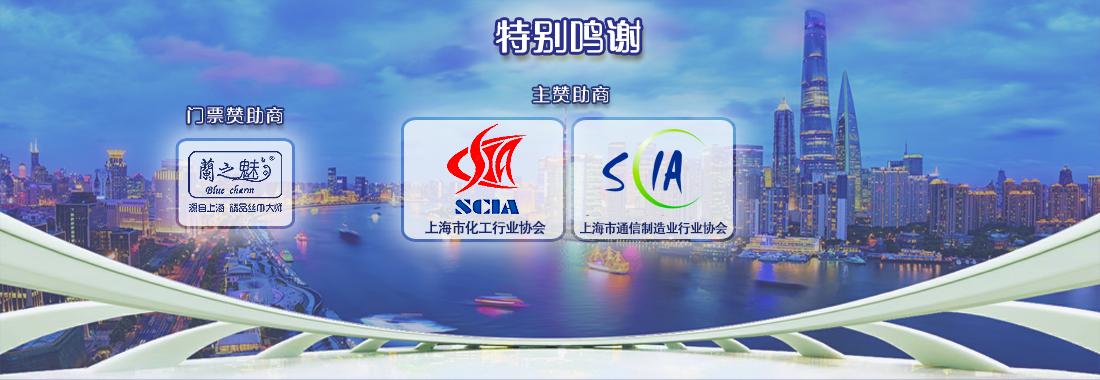 特别鸣谢
门票赞助商
主赞助商
蘭之魅
Blue charm
源自上海 精品丝巾大师
SCIA
上海市化工行业协会
SCIA
上海市通信制造业行业协会